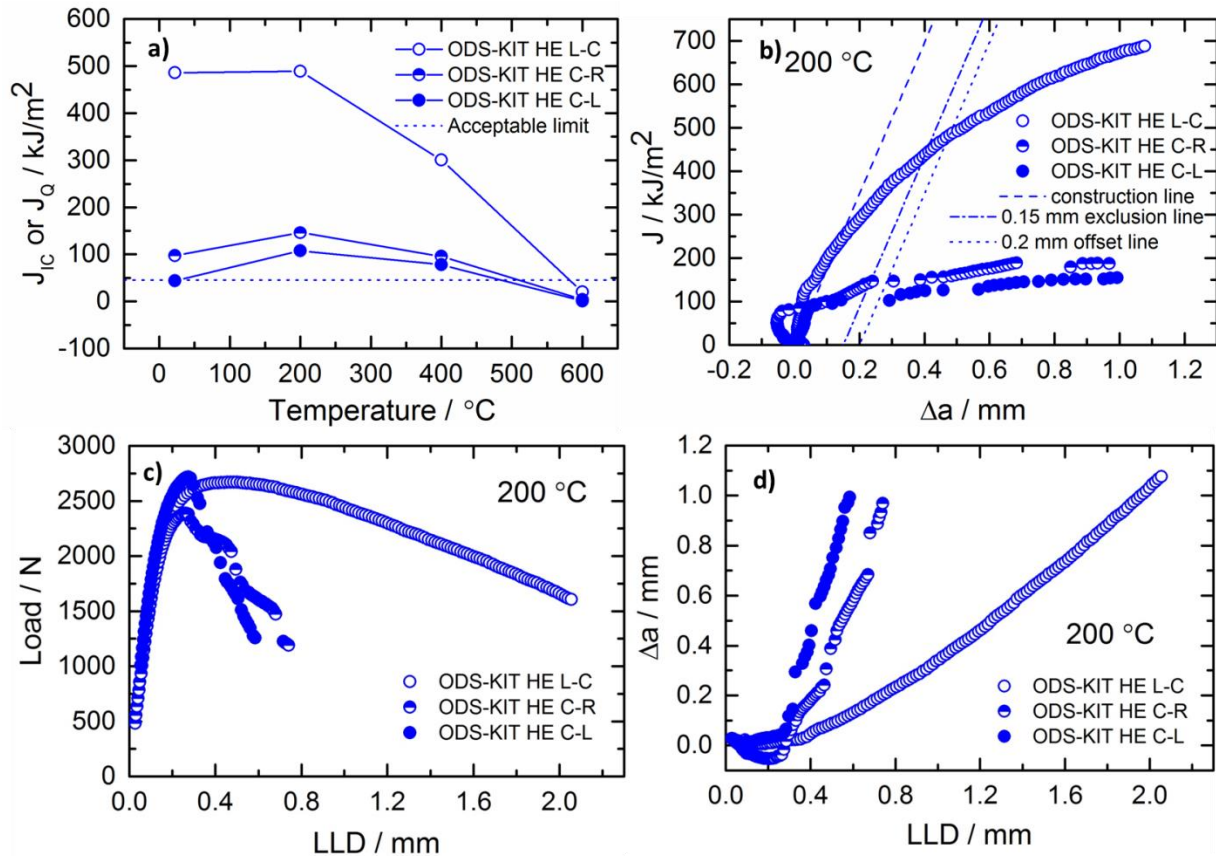 a)
ODS-KIT HE L-C
ODS-KIT HE C-R
ODS-KIT HE C-L
Acceptable limit
J_IC or J_Q / kJ/m²
600
500
400
300
200
100
0
-100
0 100 200 300 400 500 600
Temperature / °C
b)
200 °C
ODS-KIT HE L-C
ODS-KIT HE C-R
ODS-KIT HE C-L
construction line
0.15 mm exclusion line
0.2 mm offset line
J / kJ/m²
700
600
500
400
300
200
100
0
-0.2 0.0 0.2 0.4 0.6 0.8 1.0 1.2
Δa / mm
c)
200 °C
ODS-KIT HE L-C
ODS-KIT HE C-R
ODS-KIT HE C-L
Load / N
3000
2500
2000
1500
1000
500
0
0.0 0.4 0.8 1.2 1.6 2.0
LLD / mm
d)
200 °C
ODS-KIT HE L-C
ODS-KIT HE C-R
ODS-KIT HE C-L
Δa / mm
1.2
1.0
0.8
0.6
0.4
0.2
0.0
0.0 0.4 0.8 1.2 1.6 2.0
LLD / mm